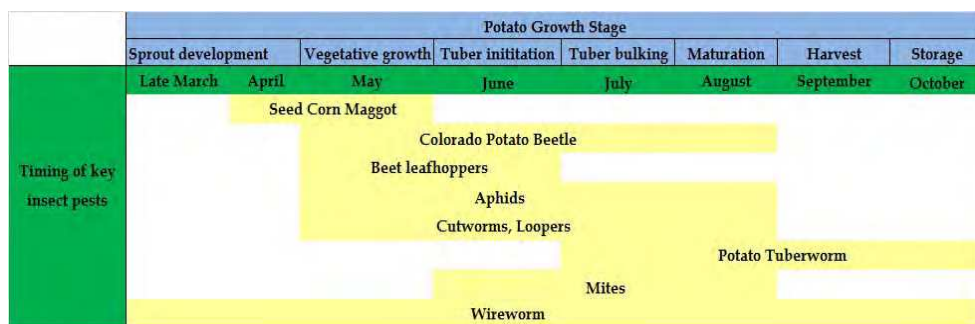 Potato Growth Stage
Sprout development Vegetative growth Tuber inititation Tuber bulking Maturation Harvest Storage
Late March April May June July August September October
Seed Corn Maggot
Colorado Potato Beetle
Timing of key
insect pests
Beet leafhoppers
Aphids
Cutworms, Loopers
Potato Tuberworm
Mites
Wireworm